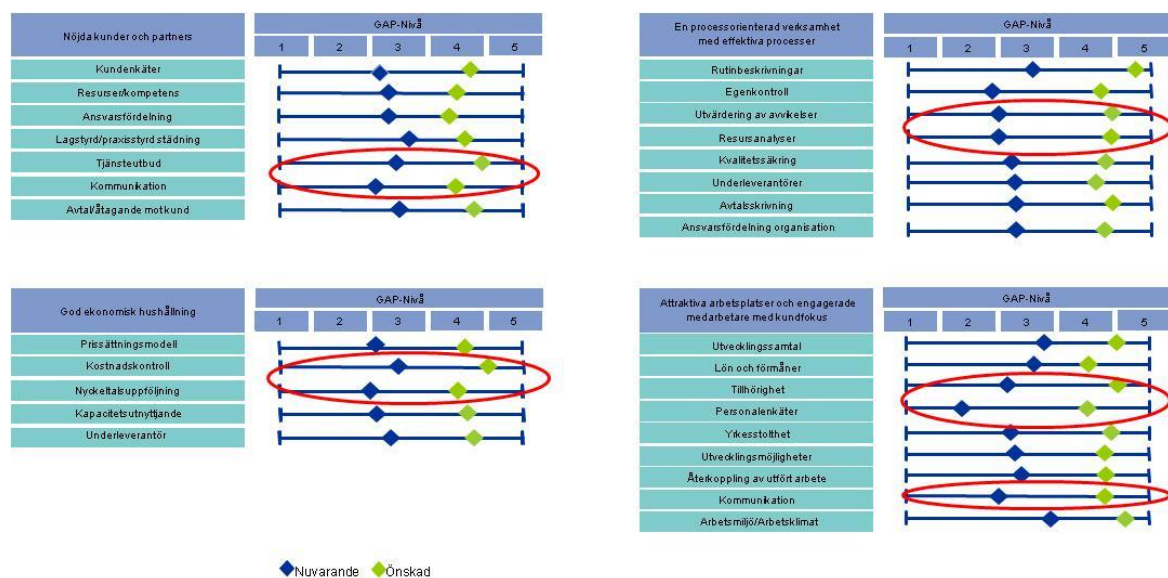 Nöjda kunder och partners
GAP-Nivå
1 2 3 4 5
Kundenkäter
Resurser/kompetens
Ansvarsfördelning
Lagstyrd/praxisstyrd städning
Tjänsteutbud
Kommunikation
Avtal/åtagande mot kund
En processorienterad verksamhet
med effektiva processer
GAP-Nivå
1 2 3 4 5
Rutinbeskrivningar
Egenkontroll
Utvärdering av avvikelser
Resursanalyser
Kvalitetssäkring
Underleverantörer
Avtalsskrivning
Ansvarsfördelning organisation
God ekonomisk hushållning
GAP-Nivå
1 2 3 4 5
Prissättningsmodell
Kostnadskontroll
Nyckeltalsuppföljning
Kapacitetsutnyttjande
Underleverantör
Attraktiva arbetsplatser och engagerade
medarbetare med kundfokus
GAP-Nivå
1 2 3 4 5
Utvecklingssamtal
Lön och förmåner
Tillhörighet
Personalenkäter
Yrkesstolthet
Utvecklingsmöjligheter
Återkoppling av utfört arbete
Kommunikation
Arbetsmiljö/Arbetsklimat
Nuvarande Önskad